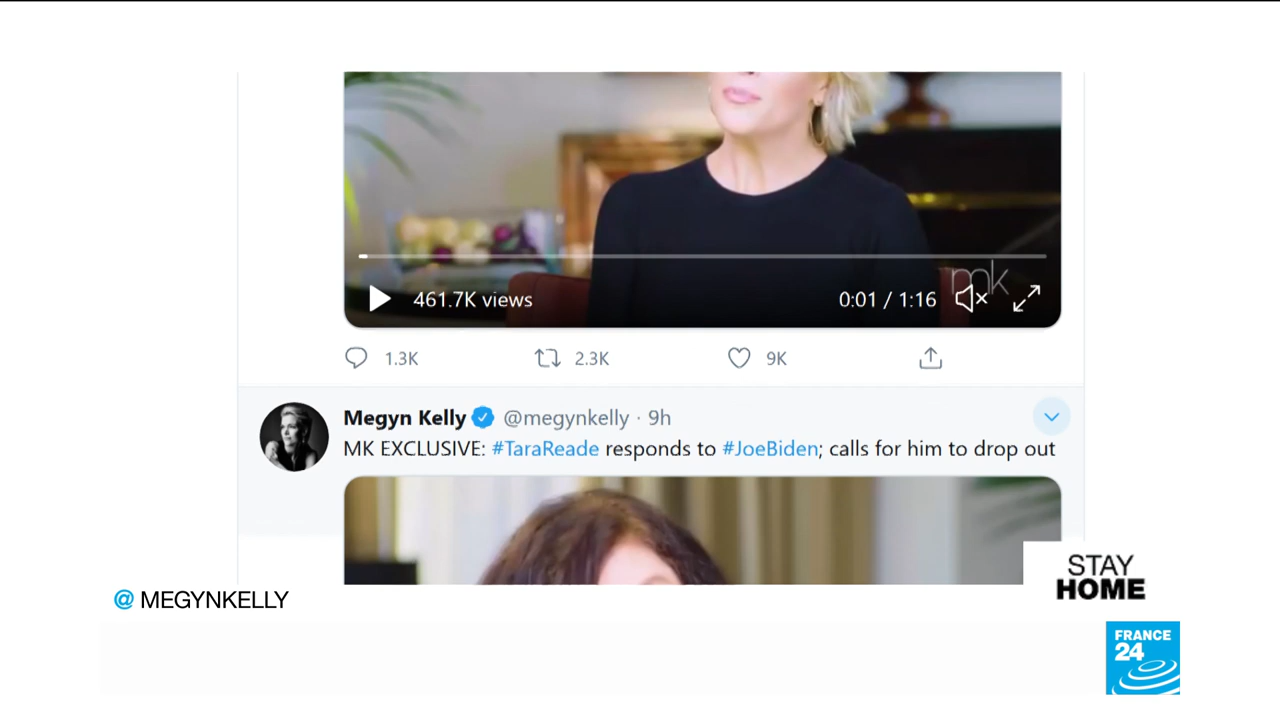 mk
461.7K views
0:01 / 1:16
1.3K
2.3K
9K
Megyn Kelly @megynkelly · 9h
MK EXCLUSIVE: #TaraReade responds to #JoeBiden; calls for him to drop out
STAY
HOME
@ MEGYNKELLY
FRANCE
24